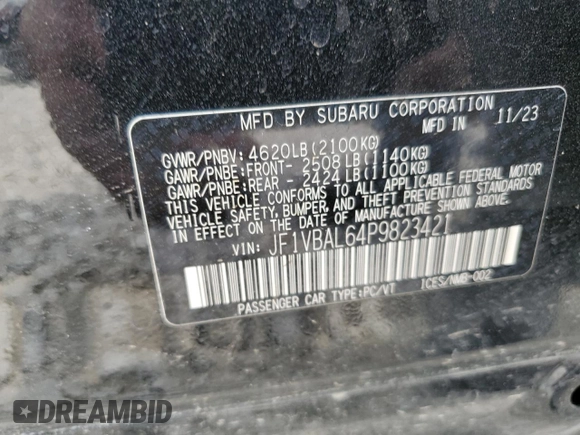 MFD BY SUBARU CORPORATION
MFD IN 11/23
GVWR/PNBV: 4620LB(2100KG)
GAWR/PNBE:FRONT- 2508 LB(1140KG)
GAWR/PNBE:REAR - 2424 LB(1100KG)
THIS VEHICLE CONFORMS TO ALL APPLICABLE FEDERAL MOTOR
VEHICLE SAFETY, BUMPER, AND THEFT PREVENTION STANDARDS
IN EFFECT ON THE DATE OF MANUFACTURE SHOWN ABOVE.
VIN: JF1VBAL64P9823421
PASSENGER CAR TYPE:PC/VT ICES/NMB-002
DREAMBID